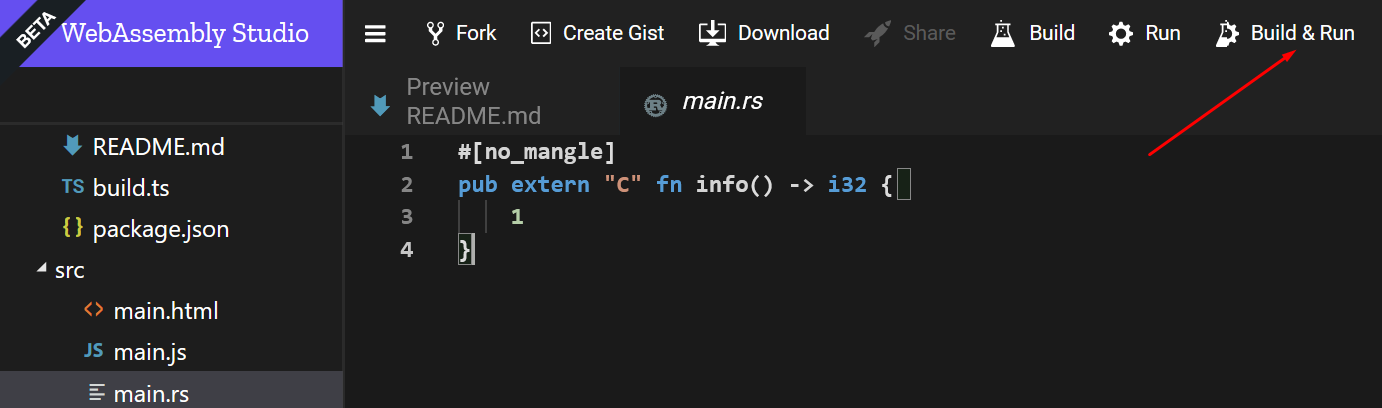 BETA
WebAssembly Studio
Fork
Create Gist
Download
Share
Build
Run
Build & Run
README.md
TS build.ts
{ } package.json
src
<> main.html
JS main.js
main.rs
Preview
README.md
main.rs
1 #[no_mangle]
2 pub extern "C" fn info() -> i32 {
3 1
4 }